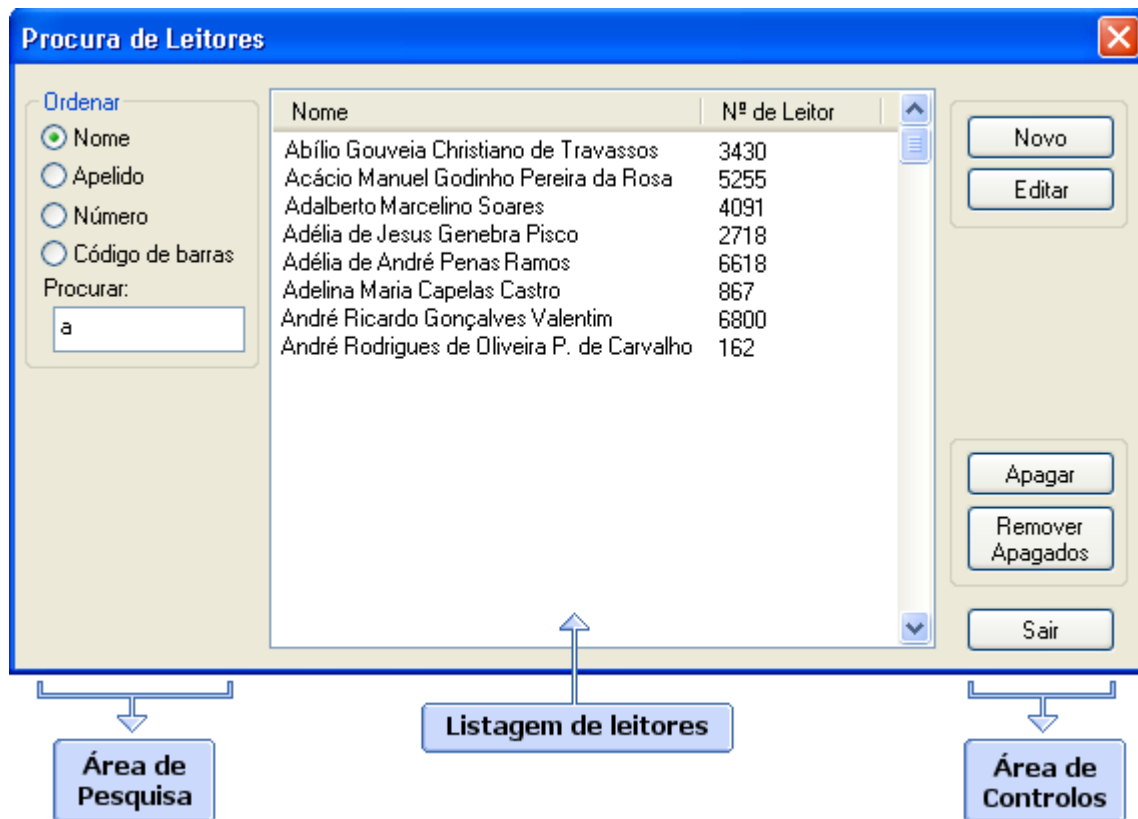 Procura de Leitores
Ordenar
Nome
Apelido
Número
Código de barras
Procurar:
a
Nome Nº de Leitor
Abílio Gouveia Christiano de Travassos 3430
Acácio Manuel Godinho Pereira da Rosa 5255
Adalberto Marcelino Soares 4091
Adélia de Jesus Genebra Pisco 2718
Adélia de André Penas Ramos 6618
Adelina Maria Capelas Castro 867
André Ricardo Gonçalves Valentim 6800
André Rodrigues de Oliveira P. de Carvalho 162
Novo
Editar
Apagar
Remover
Apagados
Sair
Área de
Pesquisa
Listagem de leitores
Área de
Controlos